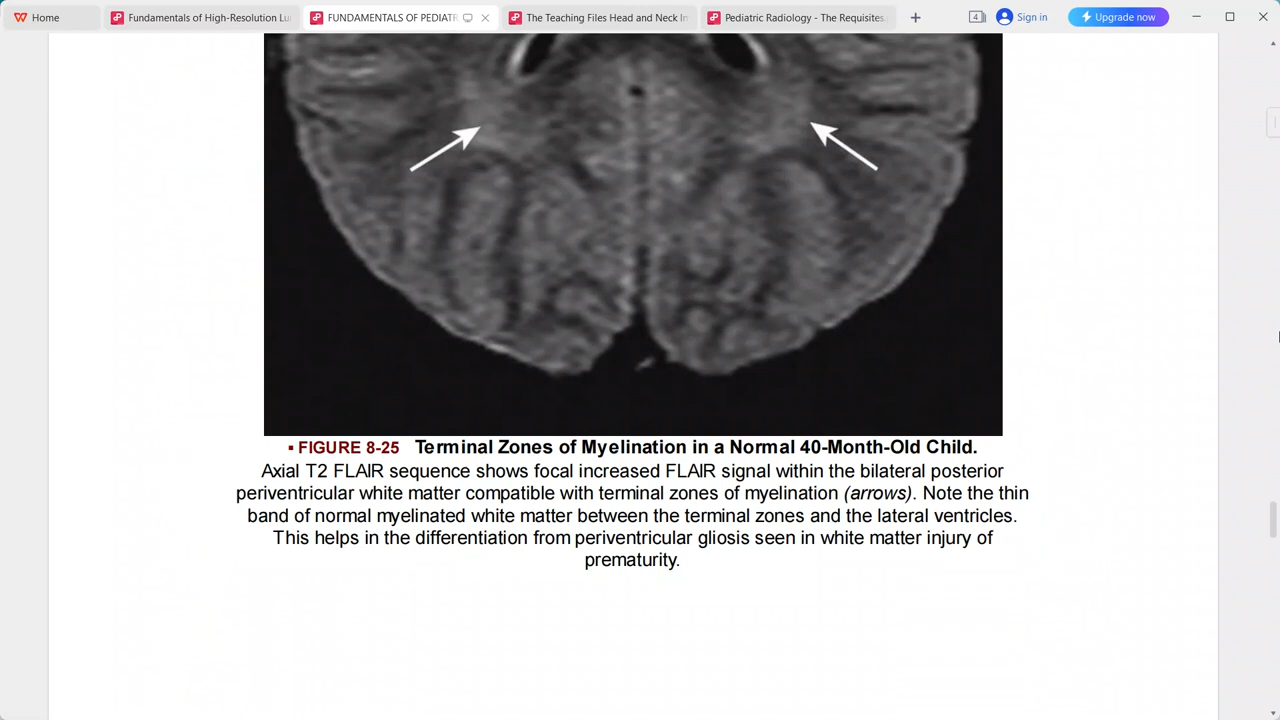 Home
Fundamentals of High-Resolution Lu
FUNDAMENTALS OF PEDIATR
The Teaching Files Head and Neck Im
Pediatric Radiology - The Requisites.
4
Sign in
Upgrade now
▪ FIGURE 8-25 Terminal Zones of Myelination in a Normal 40-Month-Old Child.
Axial T2 FLAIR sequence shows focal increased FLAIR signal within the bilateral posterior
periventricular white matter compatible with terminal zones of myelination (arrows). Note the thin
band of normal myelinated white matter between the terminal zones and the lateral ventricles.
This helps in the differentiation from periventricular gliosis seen in white matter injury of
prematurity.